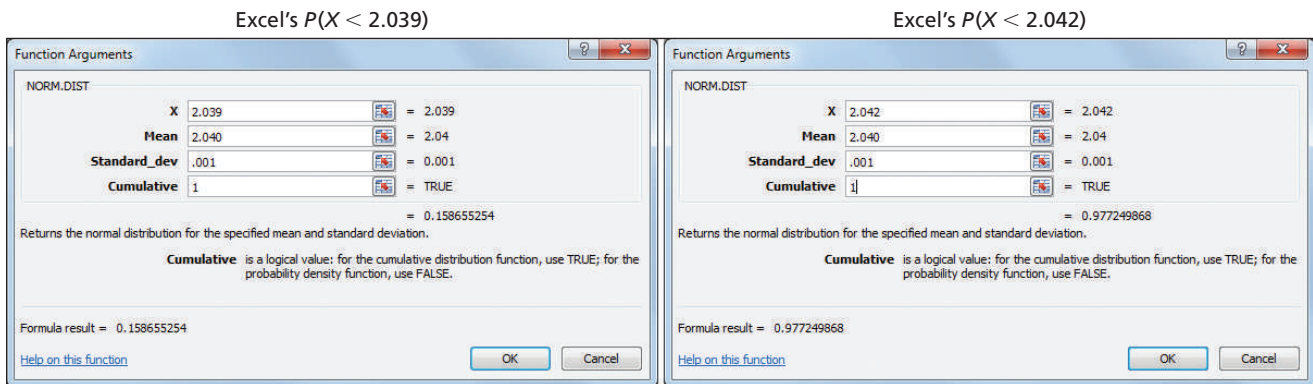 Excel's P(X < 2.039)
Function Arguments
NORM.DIST
X 2.039 = 2.039
Mean 2.040 = 2.04
Standard_dev .001 = 0.001
Cumulative 1 = TRUE
= 0.158655254
Returns the normal distribution for the specified mean and standard deviation.
Cumulative is a logical value: for the cumulative distribution function, use TRUE; for the
probability density function, use FALSE.
Formula result = 0.158655254
Help on this function
OK Cancel
Excel's P(X < 2.042)
Function Arguments
NORM.DIST
X 2.042 = 2.042
Mean 2.040 = 2.04
Standard_dev .001 = 0.001
Cumulative 1 = TRUE
= 0.977249868
Returns the normal distribution for the specified mean and standard deviation.
Cumulative is a logical value: for the cumulative distribution function, use TRUE; for the
probability density function, use FALSE.
Formula result = 0.977249868
Help on this function
OK Cancel